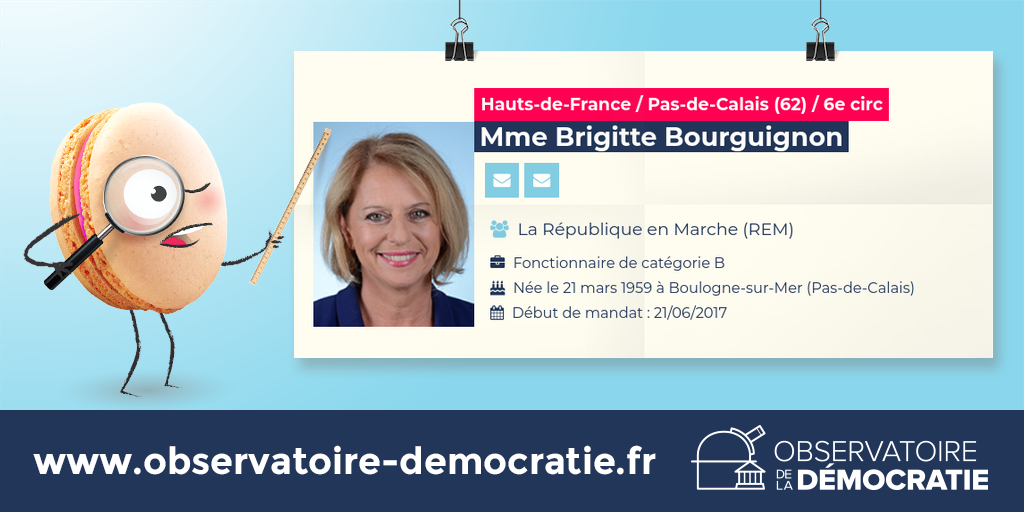 Hauts-de-France / Pas-de-Calais (62) / 6e circ
Mme Brigitte Bourguignon
La République en Marche (REM)
Fonctionnaire de catégorie B
Née le 21 mars 1959 à Boulogne-sur-Mer (Pas-de-Calais)
Début de mandat : 21/06/2017
www.observatoire-democratie.fr
OBSERVATOIRE
DE LA DÉMOCRATIE